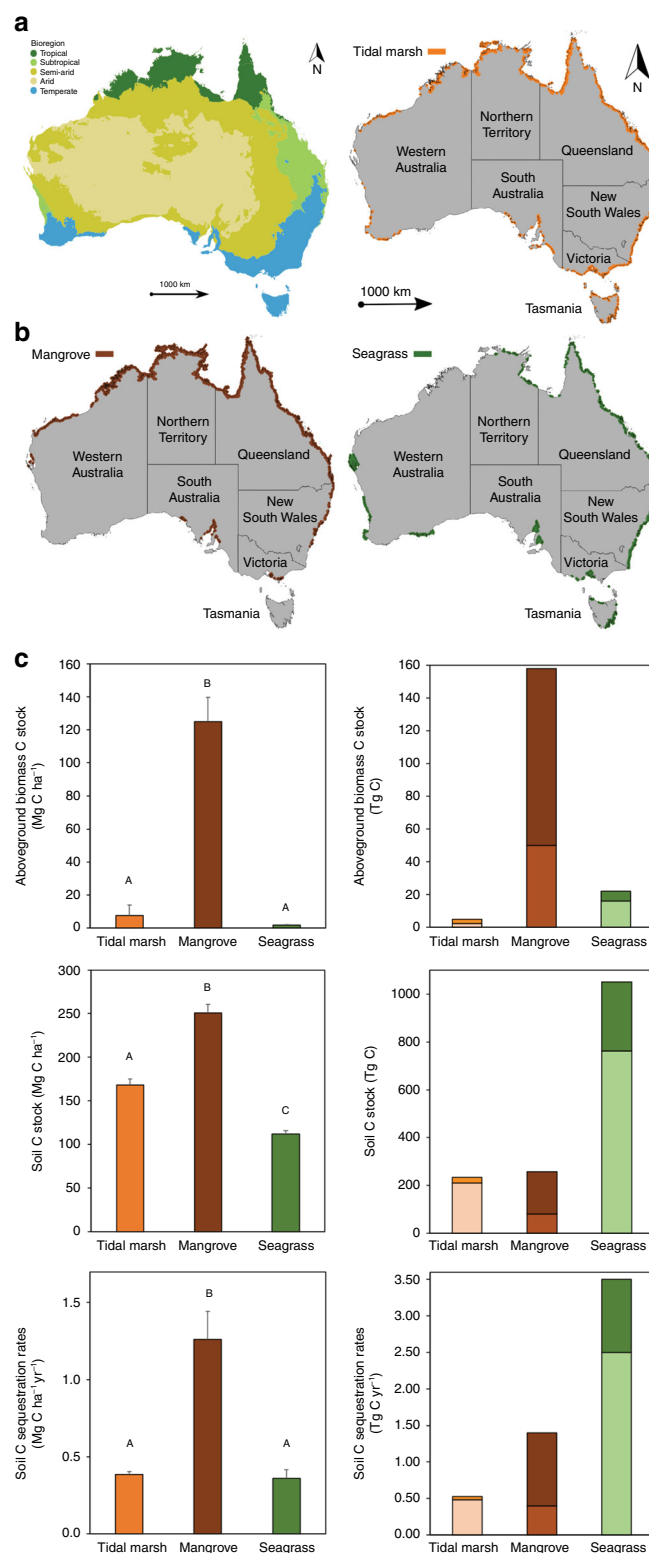 a
Bioregion
Tropical
Subtropical
Semi-arid
Arid
Temperate
N
1000 km
Tidal marsh
N
Northern
Territory
Western
Australia
Queensland
South
Australia
New
South Wales
Victoria
1000 km
Tasmania
b
Mangrove
Northern
Territory
Western
Australia
Queensland
South
Australia
New
South Wales
Victoria
Tasmania
Seagrass
Northern
Territory
Western
Australia
Queensland
South
Australia
New
South Wales
Victoria
Tasmania
c
Aboveground biomass C stock
(Mg C ha⁻¹)
160
140
120
100
80
60
40
20
0
A
B
A
Tidal marsh Mangrove Seagrass
Aboveground biomass C stock
(Tg C)
160
140
120
100
80
60
40
20
0
Tidal marsh Mangrove Seagrass
Soil C stock (Mg C ha⁻¹)
300
250
200
150
100
50
0
A
B
C
Tidal marsh Mangrove Seagrass
Soil C stock (Tg C)
1000
800
600
400
200
0
Tidal marsh Mangrove Seagrass
Soil C sequestration rates
(Mg C ha⁻¹ yr⁻¹)
1.5
1.0
0.5
0.0
A
B
A
Tidal marsh Mangrove Seagrass
Soil C sequestration rates
(Tg C yr⁻¹)
3.50
3.00
2.50
2.00
1.50
1.00
0.50
0.00
Tidal marsh Mangrove Seagrass